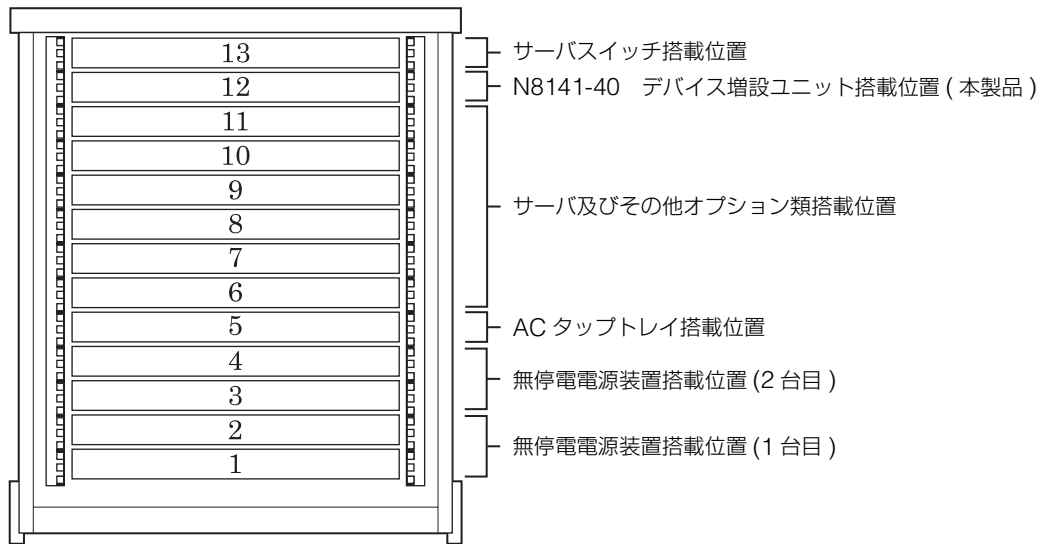 13 サーバスイッチ搭載位置
12 N8141-40　デバイス増設ユニット搭載位置 ( 本製品 )
11
10
9
サーバ及びその他オプション類搭載位置
8
7
6
5 AC タップトレイ搭載位置
4
無停電電源装置搭載位置 (2 台目 )
3
2
無停電電源装置搭載位置 (1 台目 )
1